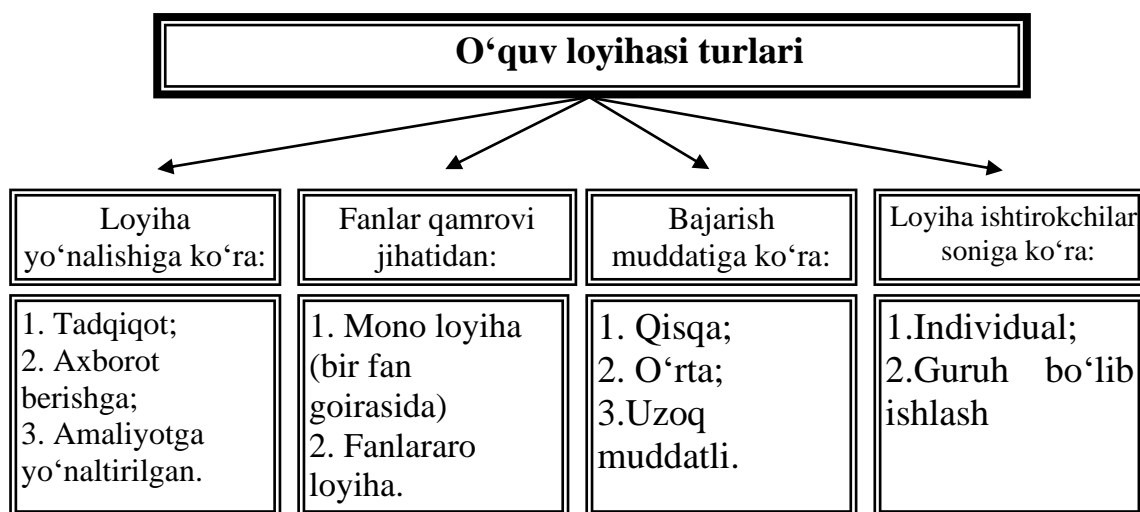 O‘quv loyihasi turlari
Loyiha
yo‘nalishiga ko‘ra:
Fanlar qamrovi
jihatidan:
Bajarish
muddatiga ko‘ra:
Loyiha ishtirokchilar
soniga ko‘ra:
1. Tadqiqot;
2. Axborot
berishga;
3. Amaliyotga
yo‘naltirilgan.
1. Mono loyiha
(bir fan
goirasida)
2. Fanlararo
loyiha.
1. Qisqa;
2. O‘rta;
3.Uzoq
muddatli.
1.Individual;
2.Guruh bo‘lib
ishlash